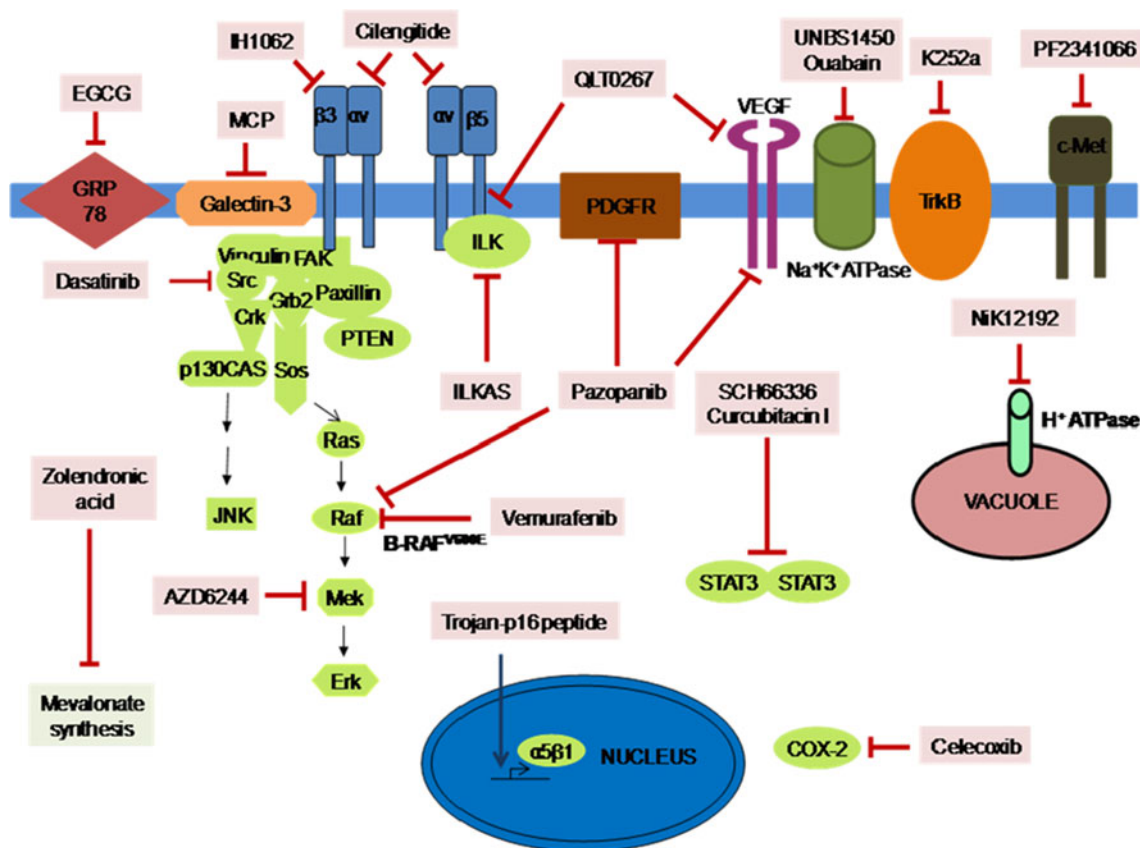 IH1062
Cilengitide
UNBS1450
Ouabain
K252a
PF2341066
EGCG
QLT0267
MCP
VEGF
β3
αv
αv
β5
c-Met
GRP
78
Galectin-3
PDGFR
TrkB
ILK
Vinculin
FAK
Na⁺K⁺ATPase
Dasatinib
Src
Grb2
Paxillin
Crk
PTEN
NiK12192
p130CAS
Sos
ILKAS
Pazopanib
SCH66336
Curcubitacin I
H⁺ ATPase
Ras
Zolendronic
acid
VACUOLE
JNK
Raf
Vemurafenib
B-RAFⱽ⁶⁰⁰ᴱ
STAT3
STAT3
AZD6244
Mek
Trojan-p16 peptide
Erk
Mevalonate
synthesis
α5β1
NUCLEUS
COX-2
Celecoxib